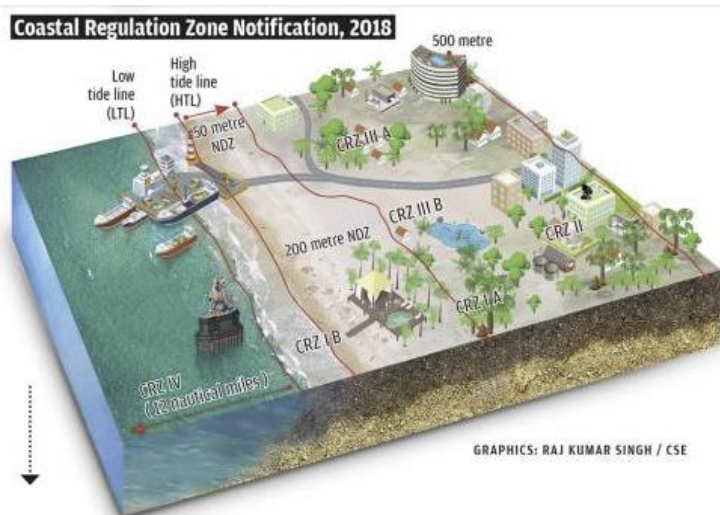 Coastal Regulation Zone Notification, 2018
500 metre
Low
tide line
(LTL)
High
tide line
(HTL)
50 metre
NDZ
CRZ III A
CRZ III B
200 metre NDZ
CRZ II
CRZ I A
CRZ I B
CRZ IV
(12 nautical miles)
GRAPHICS: RAJ KUMAR SINGH / CSE